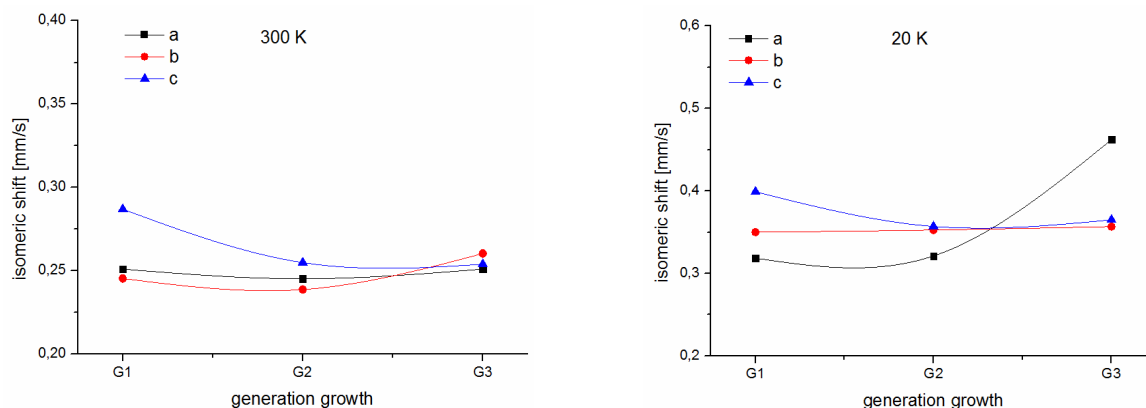 300 K
a
b
c
0,40
0,35
0,30
0,25
0,20
isomeric shift [mm/s]
G1
G2
G3
generation growth
20 K
a
b
c
0,6
0,5
0,4
0,3
0,2
isomeric shift [mm/s]
G1
G2
G3
generation growth